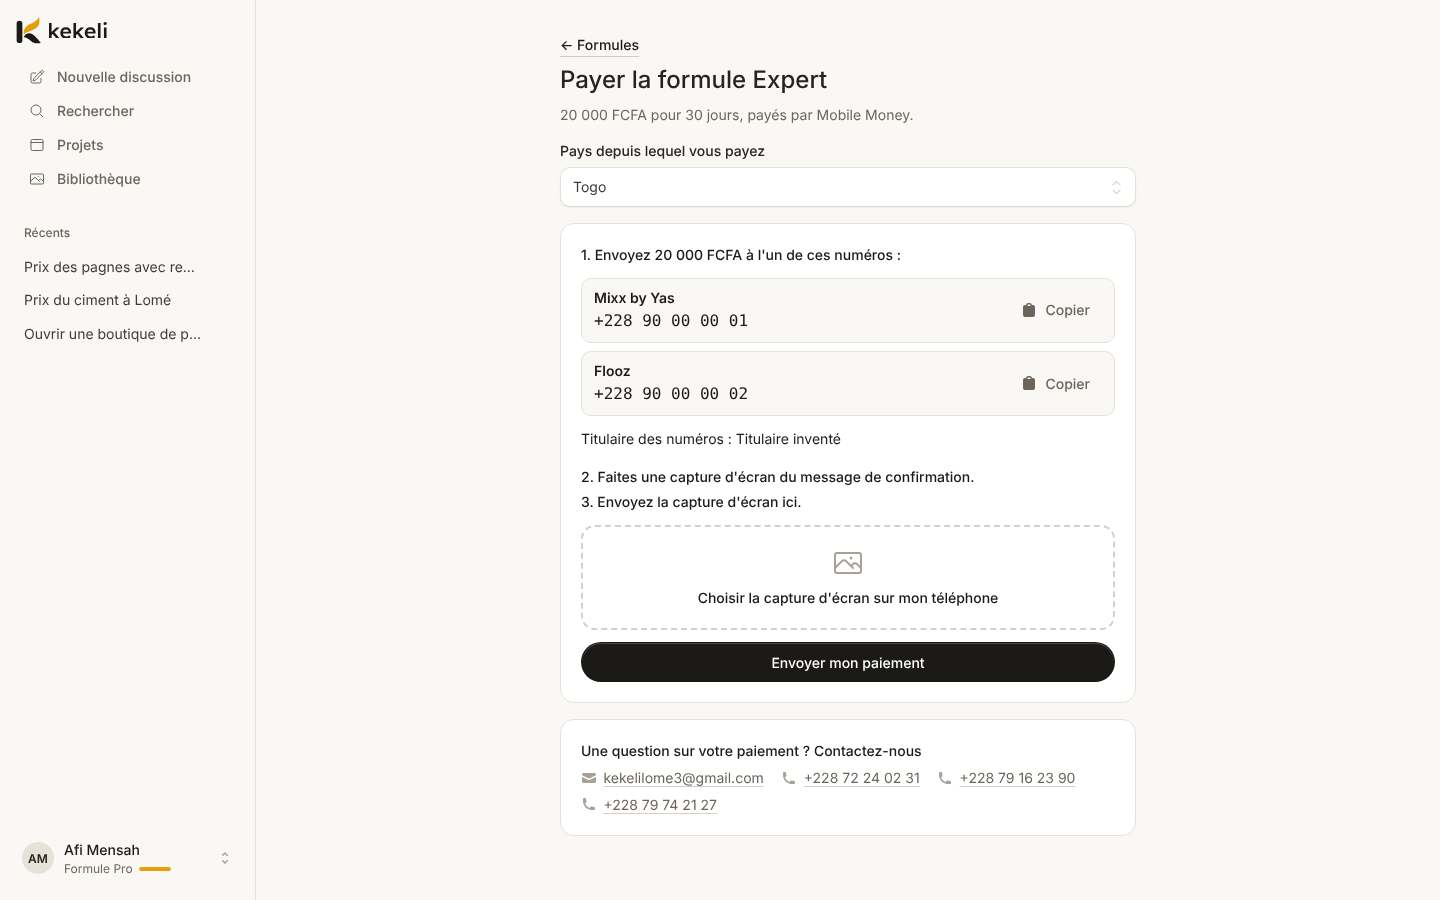 kekeli
Nouvelle discussion
Rechercher
Projets
Bibliothèque
Récents
Prix des pagnes avec re...
Prix du ciment à Lomé
Ouvrir une boutique de p...
AM
Afi Mensah
Formule Pro
← Formules
Payer la formule Expert
20 000 FCFA pour 30 jours, payés par Mobile Money.
Pays depuis lequel vous payez
Togo
1. Envoyez 20 000 FCFA à l'un de ces numéros :
Mixx by Yas
+228 90 00 00 01
Copier
Flooz
+228 90 00 00 02
Copier
Titulaire des numéros : Titulaire inventé
2. Faites une capture d'écran du message de confirmation.
3. Envoyez la capture d'écran ici.
Choisir la capture d'écran sur mon téléphone
Envoyer mon paiement
Une question sur votre paiement ? Contactez-nous
kekelilome3@gmail.com +228 72 24 02 31 +228 79 16 23 90
+228 79 74 21 27